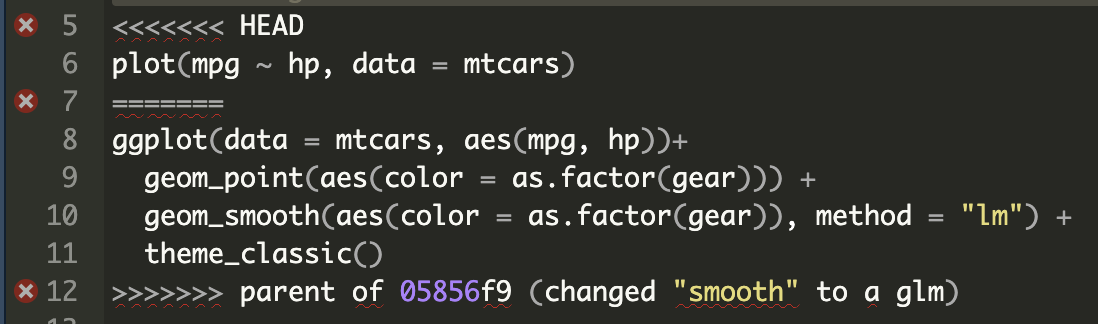 5 <<<<<<< HEAD
6 plot(mpg ~ hp, data = mtcars)
7 =======
8 ggplot(data = mtcars, aes(mpg, hp))+
9   geom_point(aes(color = as.factor(gear))) +
10   geom_smooth(aes(color = as.factor(gear)), method = "lm") +
11   theme_classic()
12 >>>>>>> parent of 05856f9 (changed "smooth" to a glm)